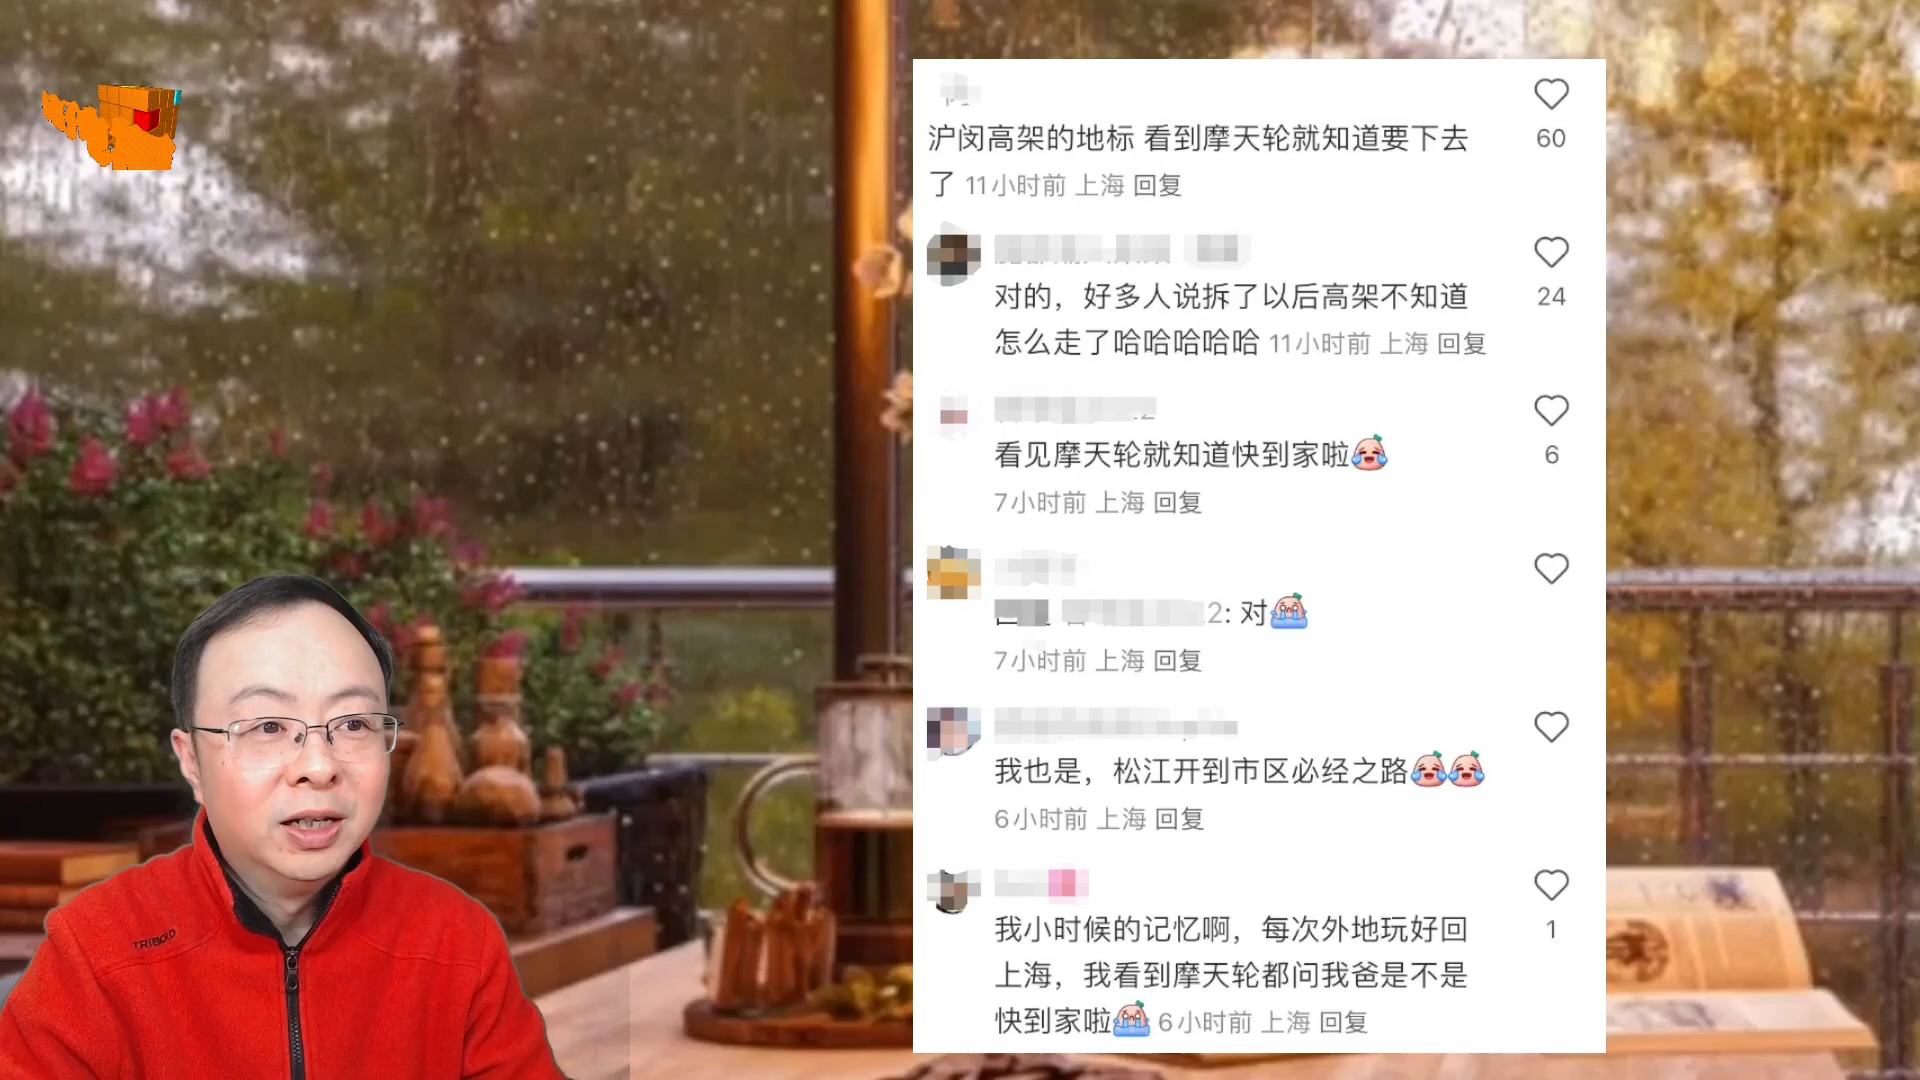 沪闵高架的地标 看到摩天轮就知道要下去
了 11小时前 上海 回复
60
对的，好多人说拆了以后高架不知道
怎么走了哈哈哈哈哈 11小时前 上海 回复
24
看见摩天轮就知道快到家啦
7小时前 上海 回复
6
2: 对
7小时前 上海 回复
我也是，松江开到市区必经之路
6小时前 上海 回复
我小时候的记忆啊，每次外地玩好回
上海，我看到摩天轮都问我爸是不是
快到家啦 6小时前 上海 回复
1
TRIBOID